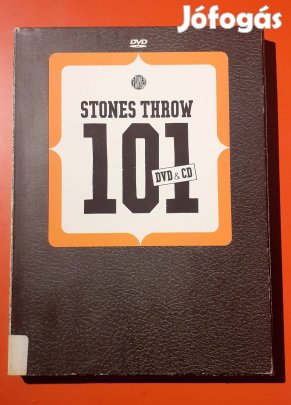 Jófogás
DVD
STONES THROW
101
DVD & CD